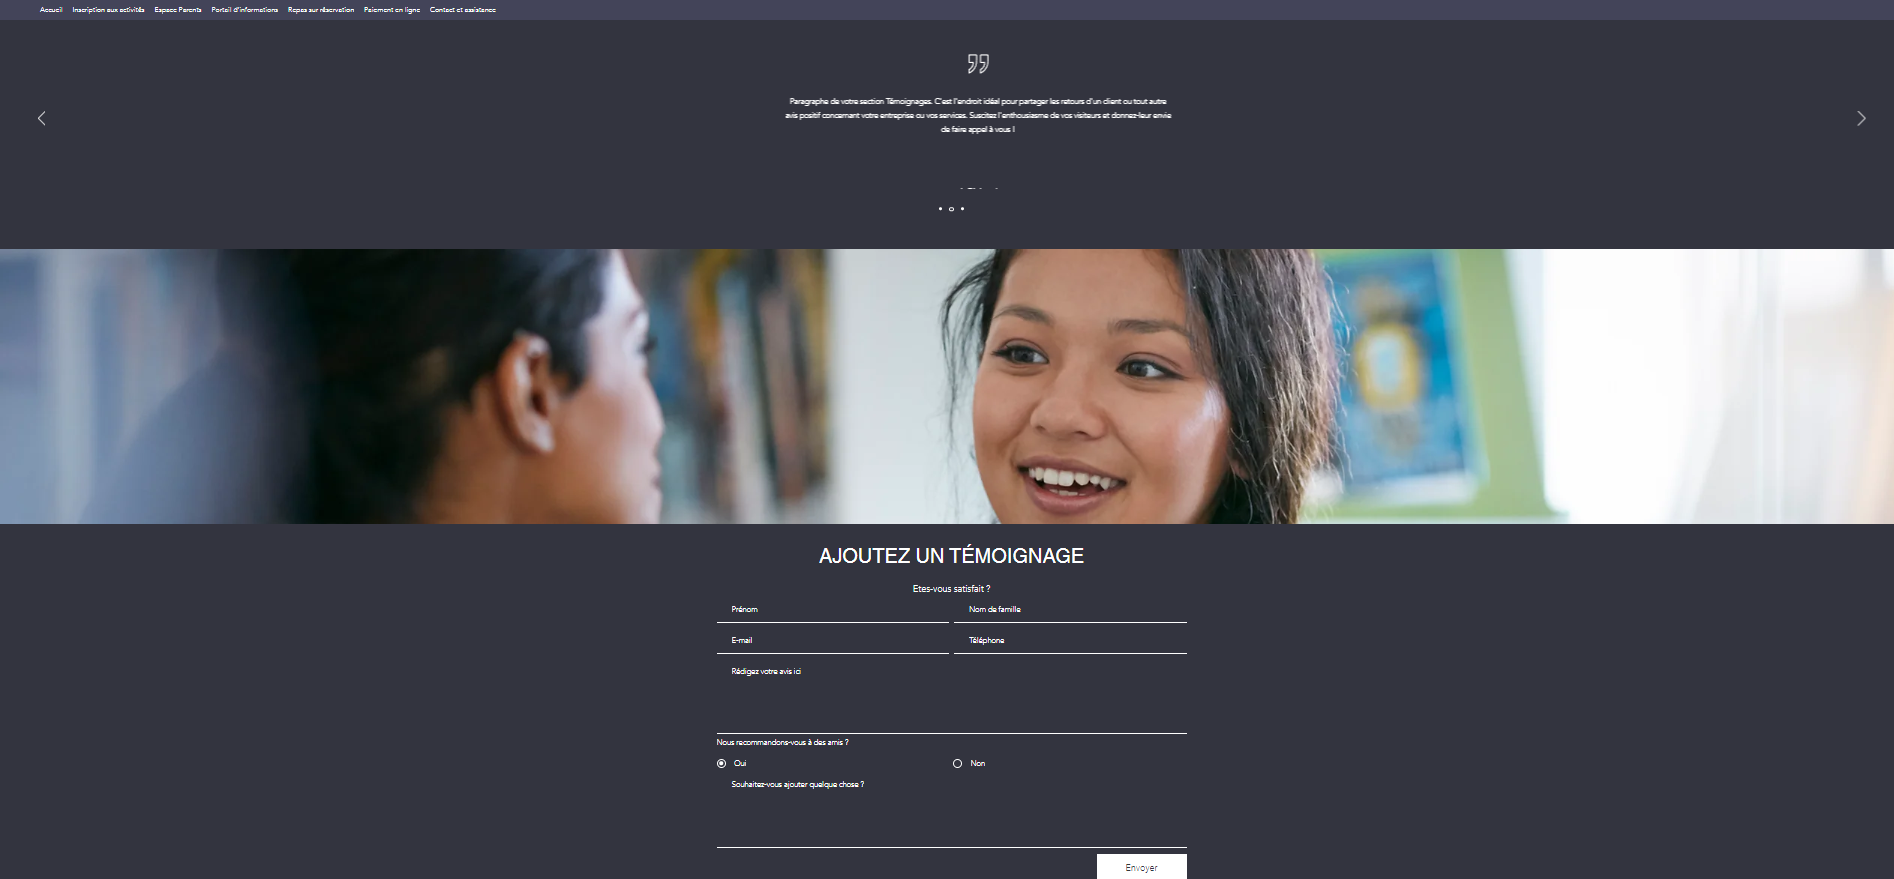 Accueil Inscription aux activités Espace Parents Portail d'informations Repas sur réservation Paiement en ligne Contact et assistance
Paragraphe de votre section Témoignages. C'est l'endroit idéal pour partager les retours d'un client ou tout autre
avis positif concernant votre entreprise ou vos services. Suscitez l'enthousiasme de vos visiteurs et donnez-leur envie
de faire appel à vous !
AJOUTEZ UN TÉMOIGNAGE
Etes-vous satisfait ?
Prénom Nom de famille
E-mail Téléphone
Rédigez votre avis ici
Nous recommandons-vous à des amis ?
Oui Non
Souhaitez-vous ajouter quelque chose ?
Envoyer